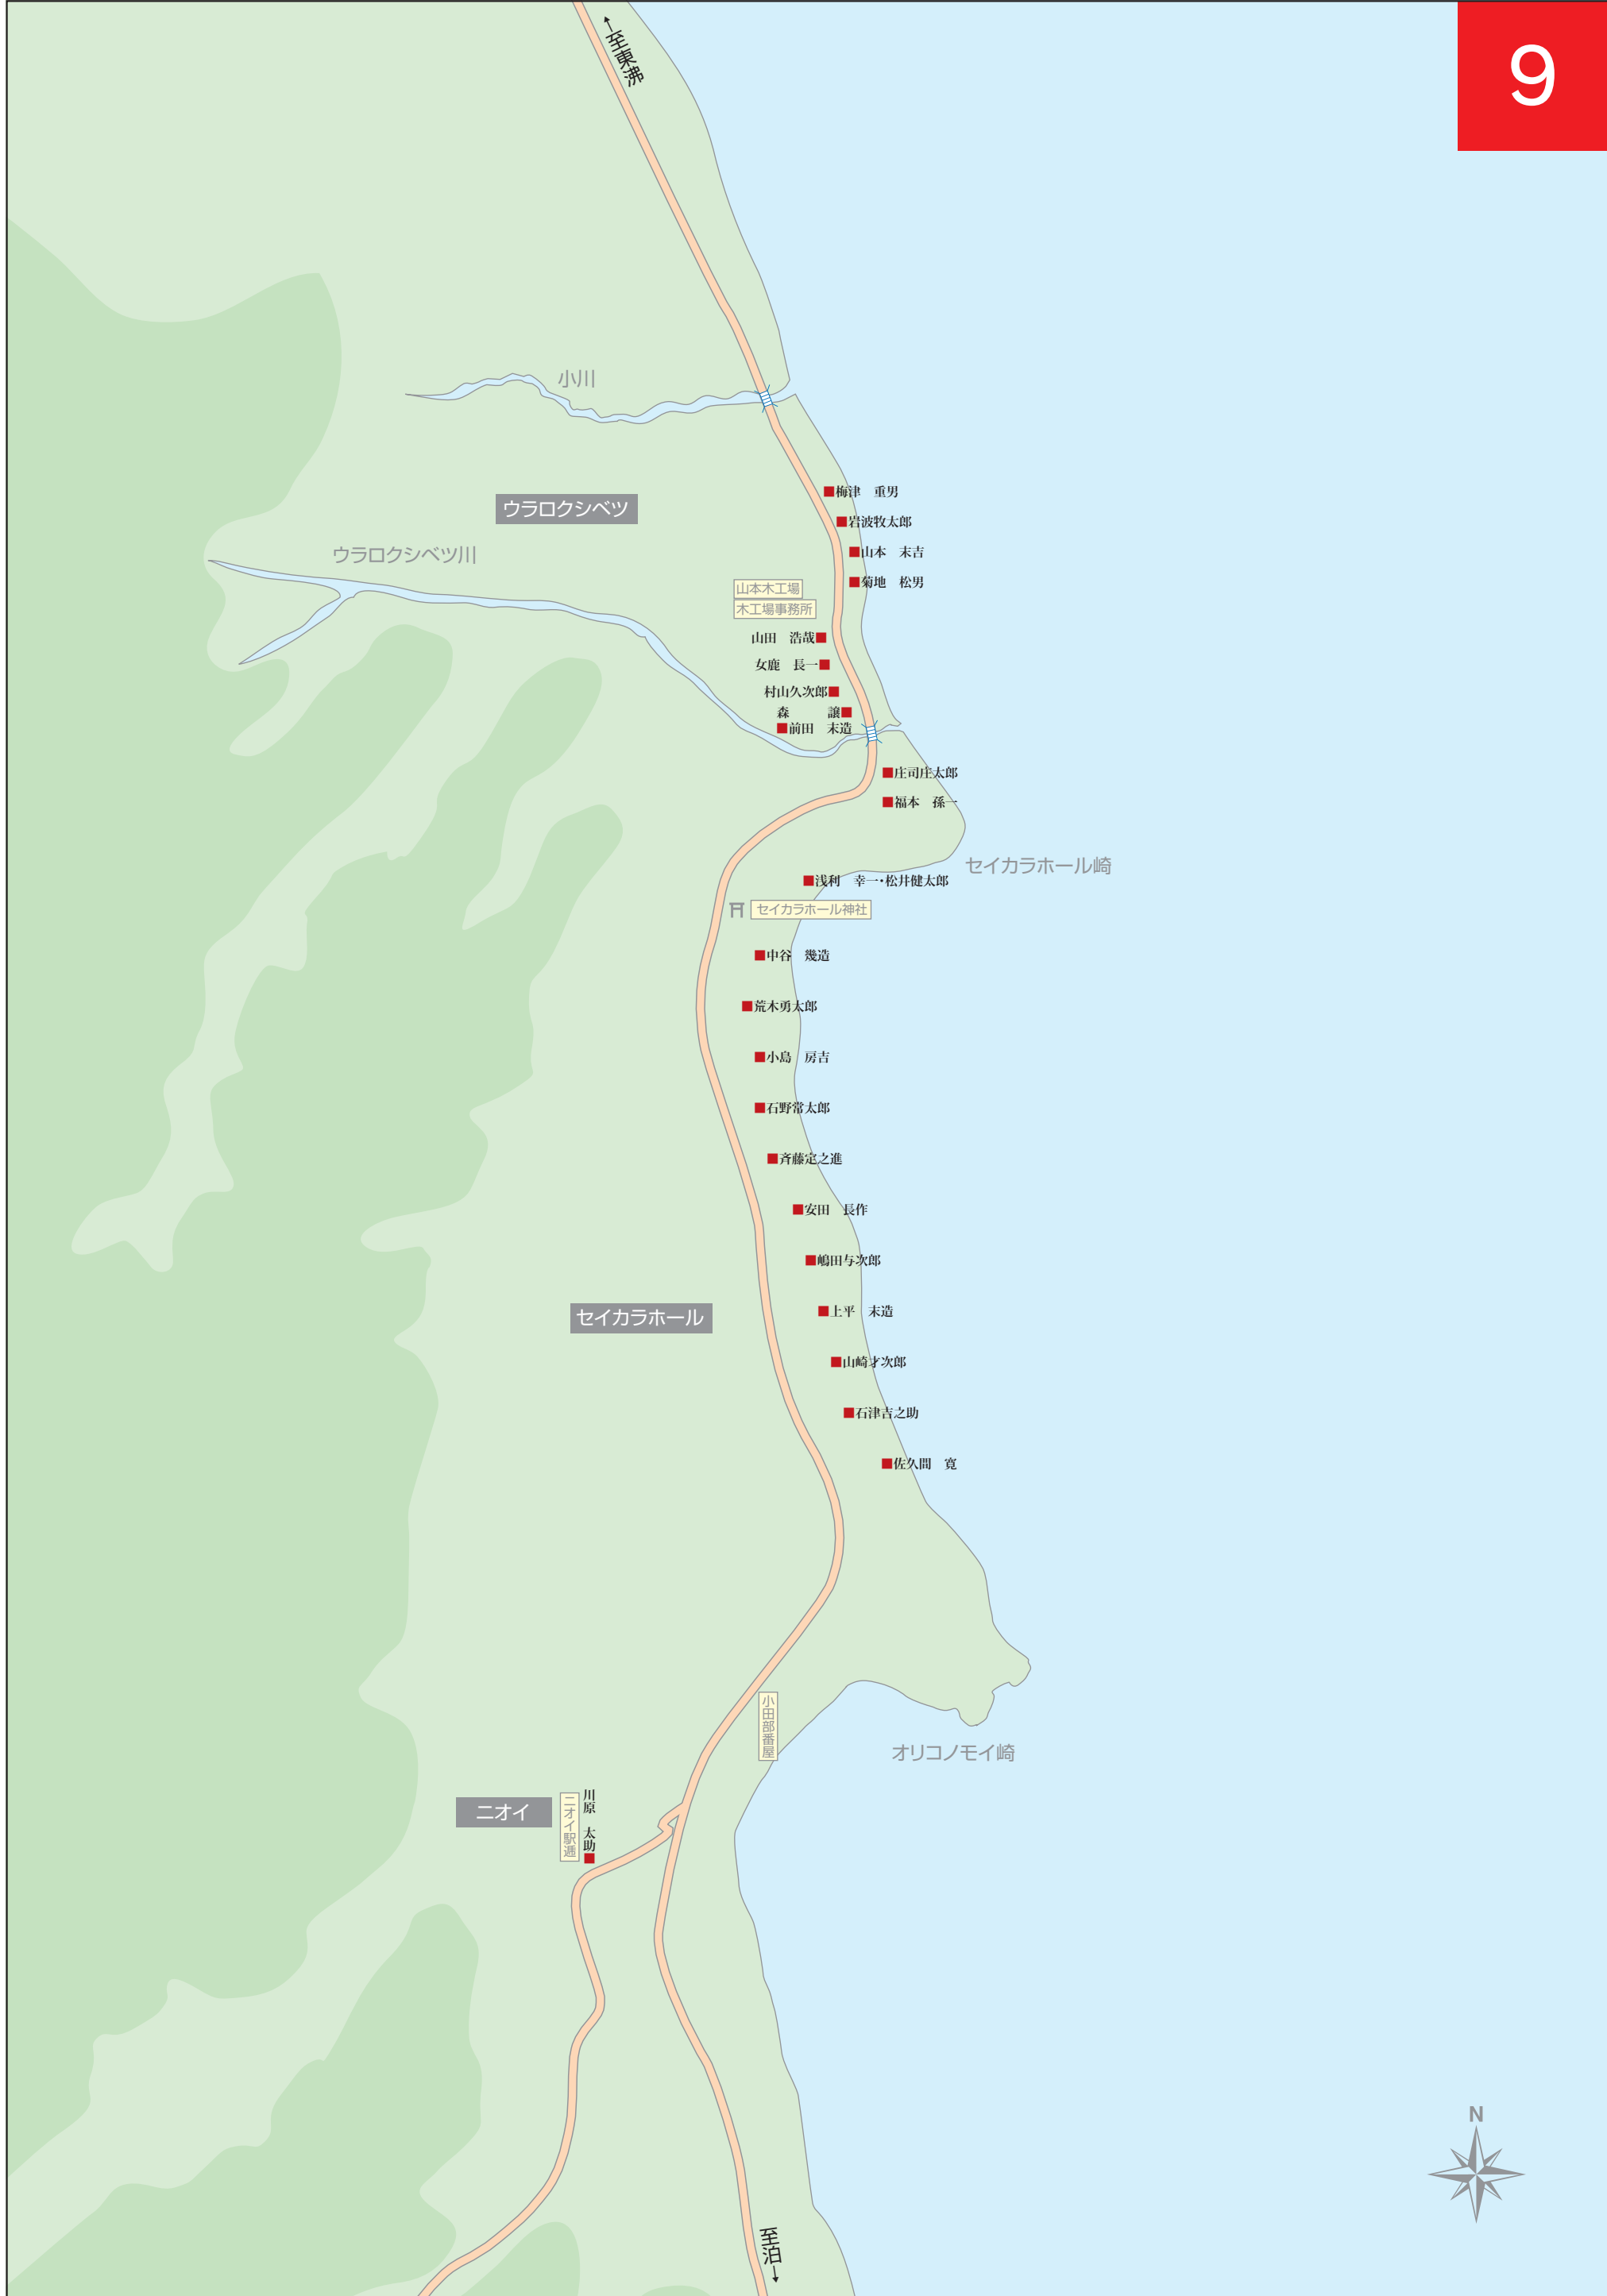 9
至東沸
小川
梅津　重男
ウラロクシベツ
岩波牧太郎
ウラロクシベツ川
山本　末吉
菊地　松男
山本木工場
木工場事務所
山田　浩哉
女鹿　長一
村山久次郎
森　　　譲
前田　末造
庄司庄太郎
福本　孫一
セイカラホール崎
浅利　幸一・松井健太郎
セイカラホール神社
中谷　幾造
荒木勇太郎
小島　房吉
石野常太郎
斉藤定之進
安田　長作
嶋田与次郎
上平　末造
セイカラホール
山崎才次郎
石津吉之助
佐久間　寛
小田部番屋
オリコノモイ崎
ニオイ
ニオイ駅逓
川原　太助
N
至泊